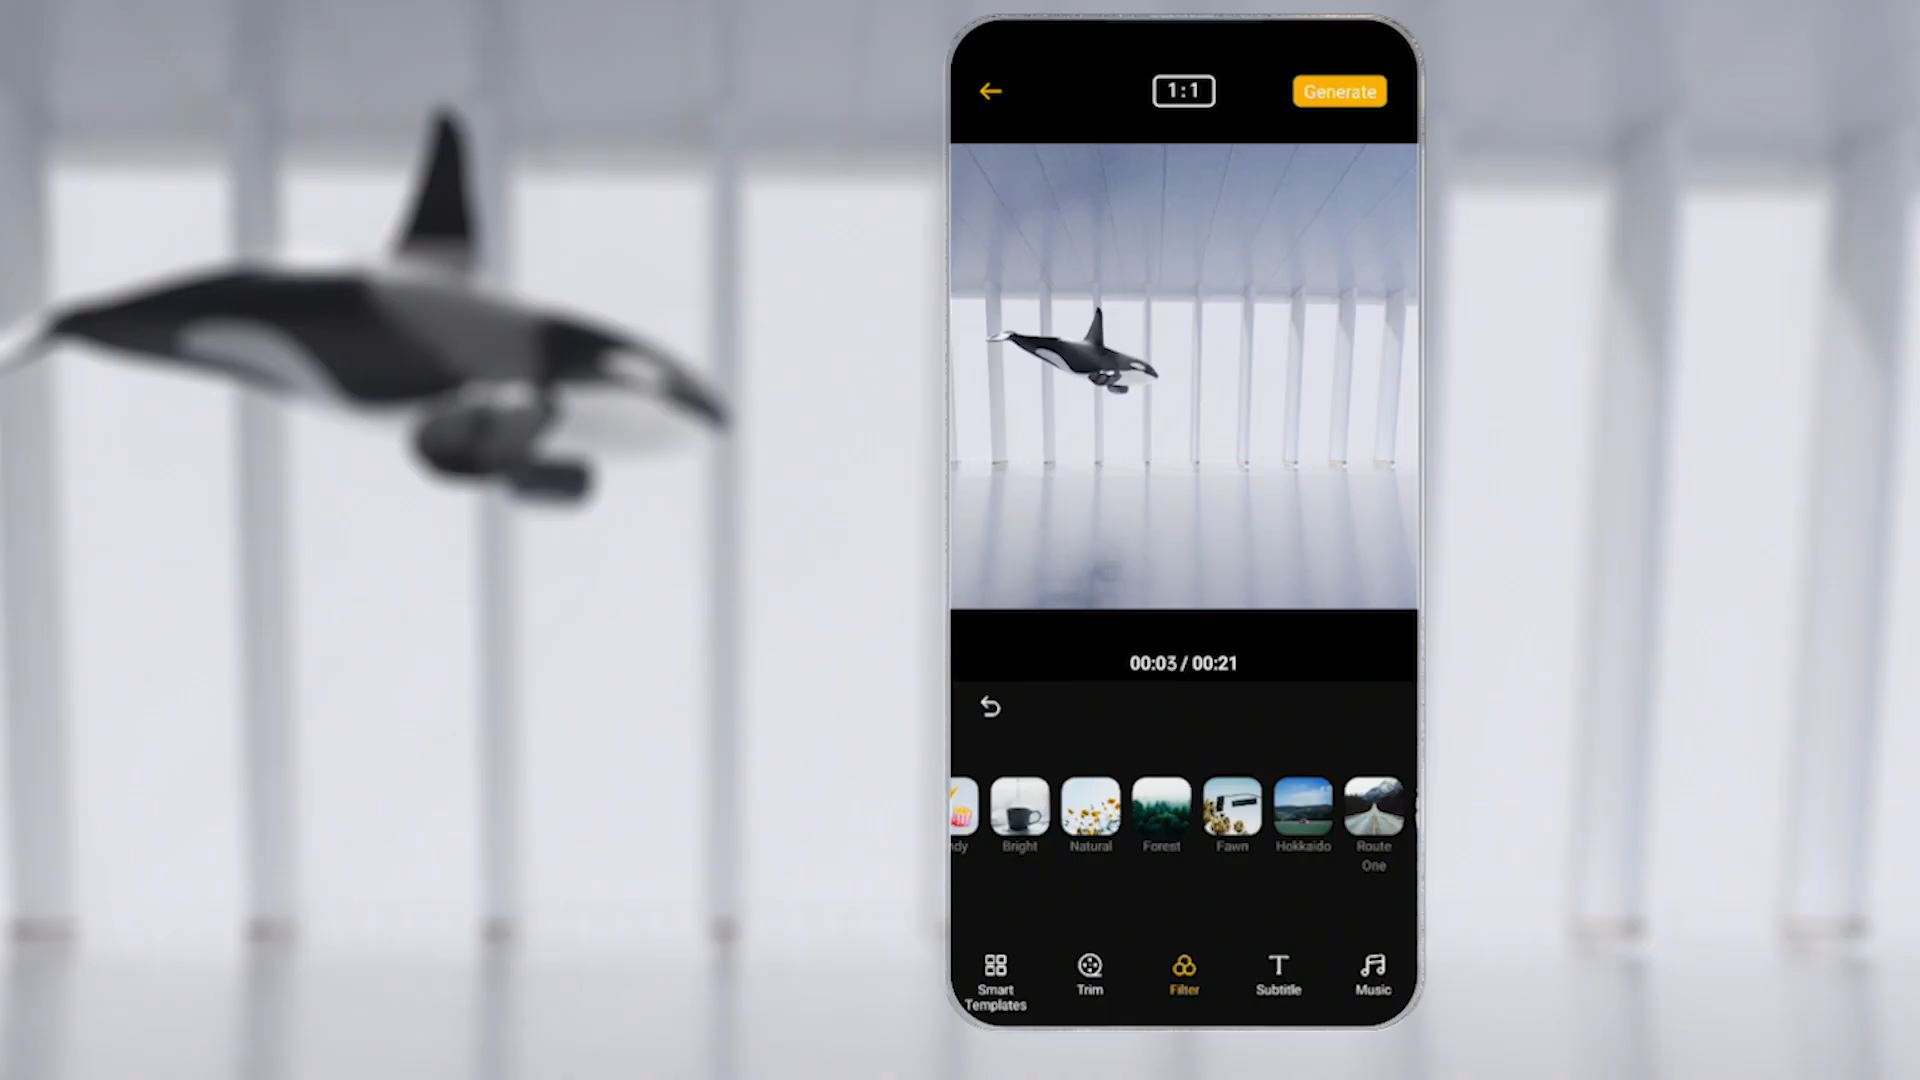 1:1
Generate
00:03 / 00:21
ndy
Bright
Natural
Forest
Fawn
Hokkaido
Route
One
Smart
Templates
Trim
Filter
Subtitle
Music